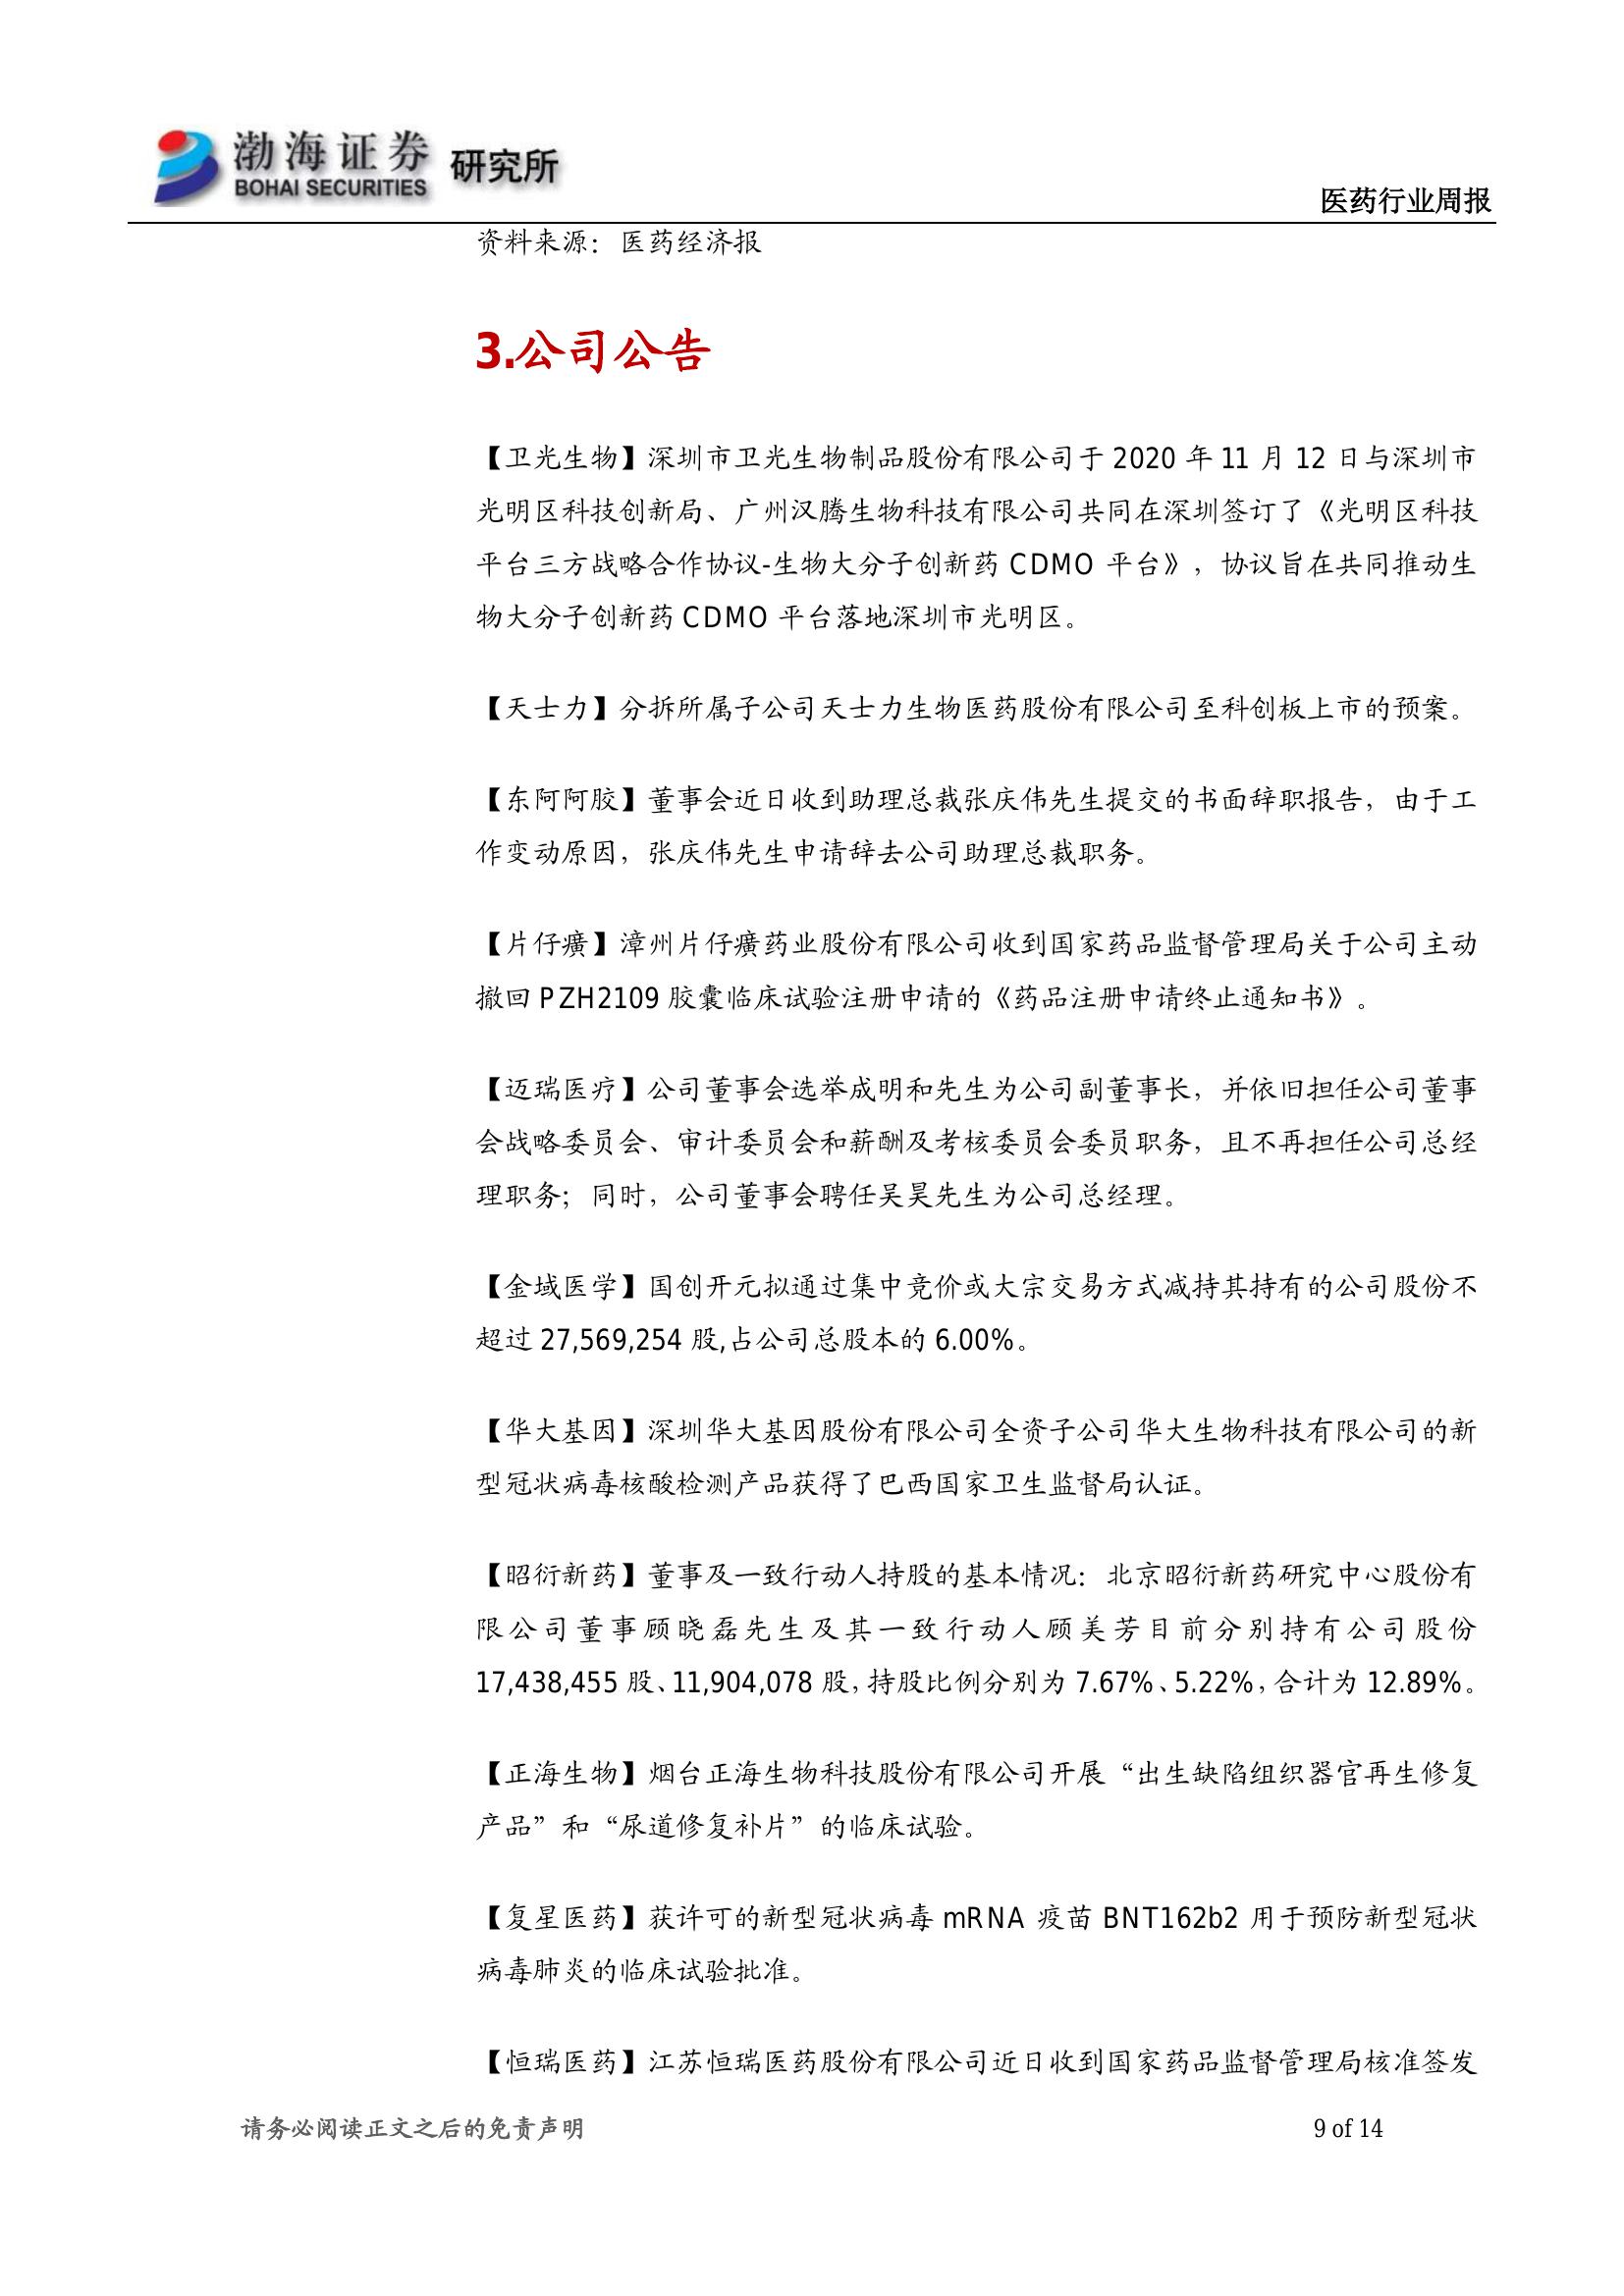 渤海证券 研究所
BOHAI SECURITIES
医药行业周报
资料来源：医药经济报
3.公司公告
【卫光生物】深圳市卫光生物制品股份有限公司于 2020 年 11 月 12 日与深圳市
光明区科技创新局、广州汉腾生物科技有限公司共同在深圳签订了《光明区科技
平台三方战略合作协议-生物大分子创新药 CDMO 平台》，协议旨在共同推动生
物大分子创新药 CDMO 平台落地深圳市光明区。
【天士力】分拆所属子公司天士力生物医药股份有限公司至科创板上市的预案。
【东阿阿胶】董事会近日收到助理总裁张庆伟先生提交的书面辞职报告，由于工
作变动原因，张庆伟先生申请辞去公司助理总裁职务。
【片仔癀】漳州片仔癀药业股份有限公司收到国家药品监督管理局关于公司主动
撤回 PZH2109 胶囊临床试验注册申请的《药品注册申请终止通知书》。
【迈瑞医疗】公司董事会选举成明和先生为公司副董事长，并依旧担任公司董事
会战略委员会、审计委员会和薪酬及考核委员会委员职务，且不再担任公司总经
理职务；同时，公司董事会聘任吴昊先生为公司总经理。
【金域医学】国创开元拟通过集中竞价或大宗交易方式减持其持有的公司股份不
超过 27,569,254 股,占公司总股本的 6.00%。
【华大基因】深圳华大基因股份有限公司全资子公司华大生物科技有限公司的新
型冠状病毒核酸检测产品获得了巴西国家卫生监督局认证。
【昭衍新药】董事及一致行动人持股的基本情况：北京昭衍新药研究中心股份有
限公司董事顾晓磊先生及其一致行动人顾美芳目前分别持有公司股份
17,438,455 股、11,904,078 股，持股比例分别为 7.67%、5.22%，合计为 12.89%。
【正海生物】烟台正海生物科技股份有限公司开展“出生缺陷组织器官再生修复
产品”和“尿道修复补片”的临床试验。
【复星医药】获许可的新型冠状病毒 mRNA 疫苗 BNT162b2 用于预防新型冠状
病毒肺炎的临床试验批准。
【恒瑞医药】江苏恒瑞医药股份有限公司近日收到国家药品监督管理局核准签发
请务必阅读正文之后的免责声明
9 of 14